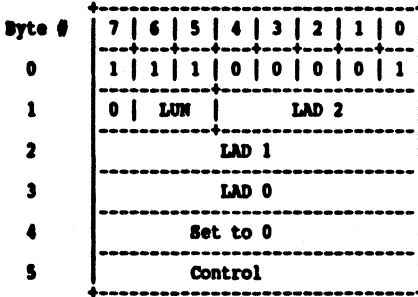 Byte # | 7 | 6 | 5 | 4 | 3 | 2 | 1 | 0
0 | 1 | 1 | 1 | 0 | 0 | 0 | 0 | 1
1 | 0 | LUN | LAD 2
2 | LAD 1
3 | LAD 0
4 | Set to 0
5 | Control